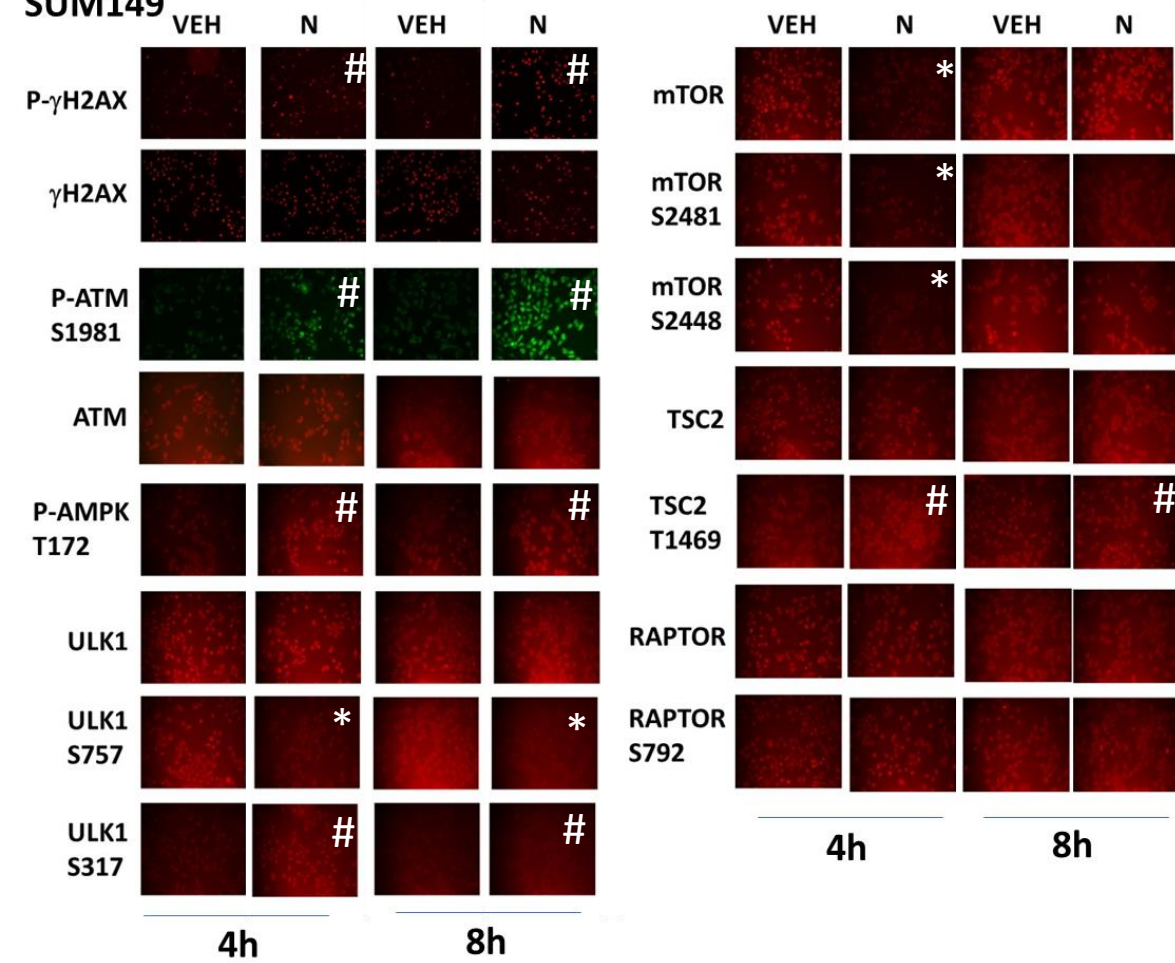 SUM149
VEH N VEH N
P-γH2AX #  #
γH2AX
P-ATM
S1981 # #
ATM
P-AMPK
T172 # #
ULK1
ULK1
S757 * *
ULK1
S317 # #
4h 8h
VEH N VEH N
mTOR *
mTOR
S2481 *
mTOR
S2448 *
TSC2
TSC2
T1469 # #
RAPTOR
RAPTOR
S792
4h 8h